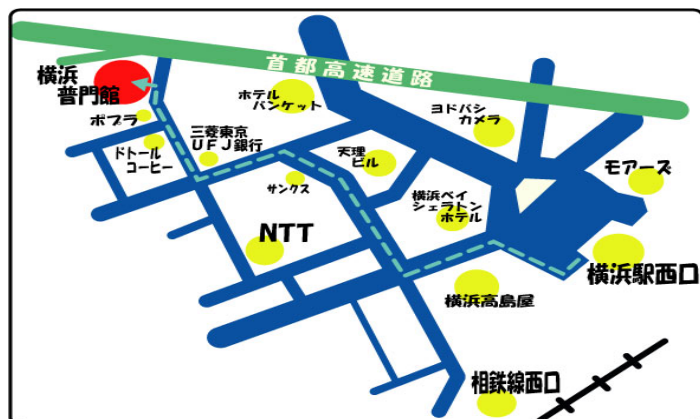 首都高速道路
横浜
普門館
ポプラ
ドトール
コーヒー
三菱東京
UFJ銀行
ホテル
バンケット
ヨドバシ
カメラ
モアーズ
天理
ビル
サンクス
横浜ベイ
シェラトン
ホテル
NTT
横浜駅西口
横浜高島屋
相鉄線西口